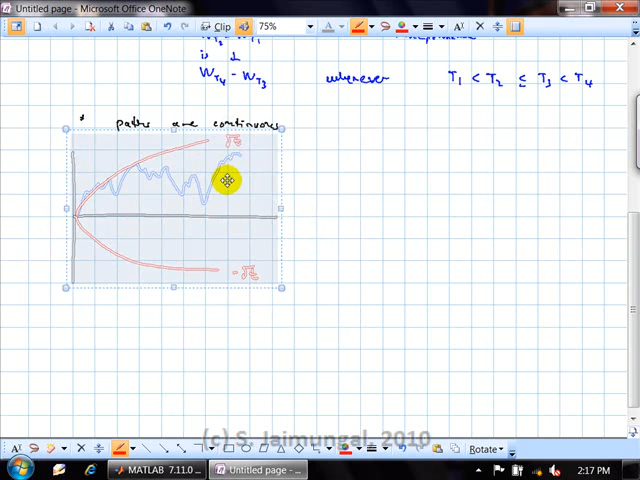 Untitled page - Microsoft Office OneNote
Clip 75%
is ⊥
W_T4 - W_T3 whenever T1 < T2 ≤ T3 < T4
* paths are continuous
√t
-√t
(c) S. Jaimungal, 2010
Rotate
MATLAB 7.11.0 ... Untitled page - ... 2:17 PM